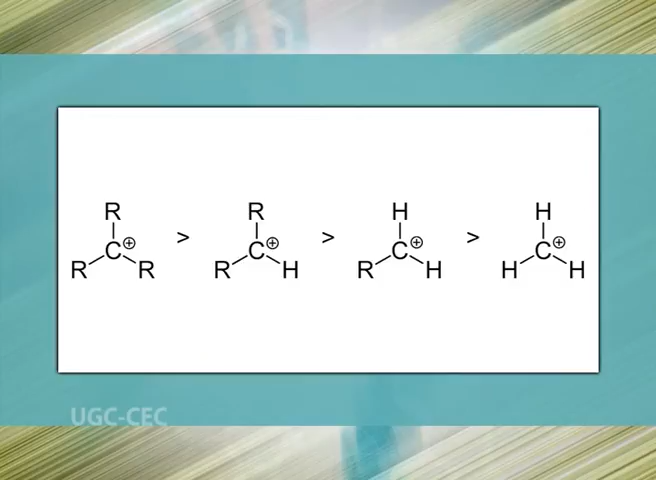 R R H H
C⊕ > C⊕ > C⊕ > C⊕
R R R H R H H H
UGC-CEC